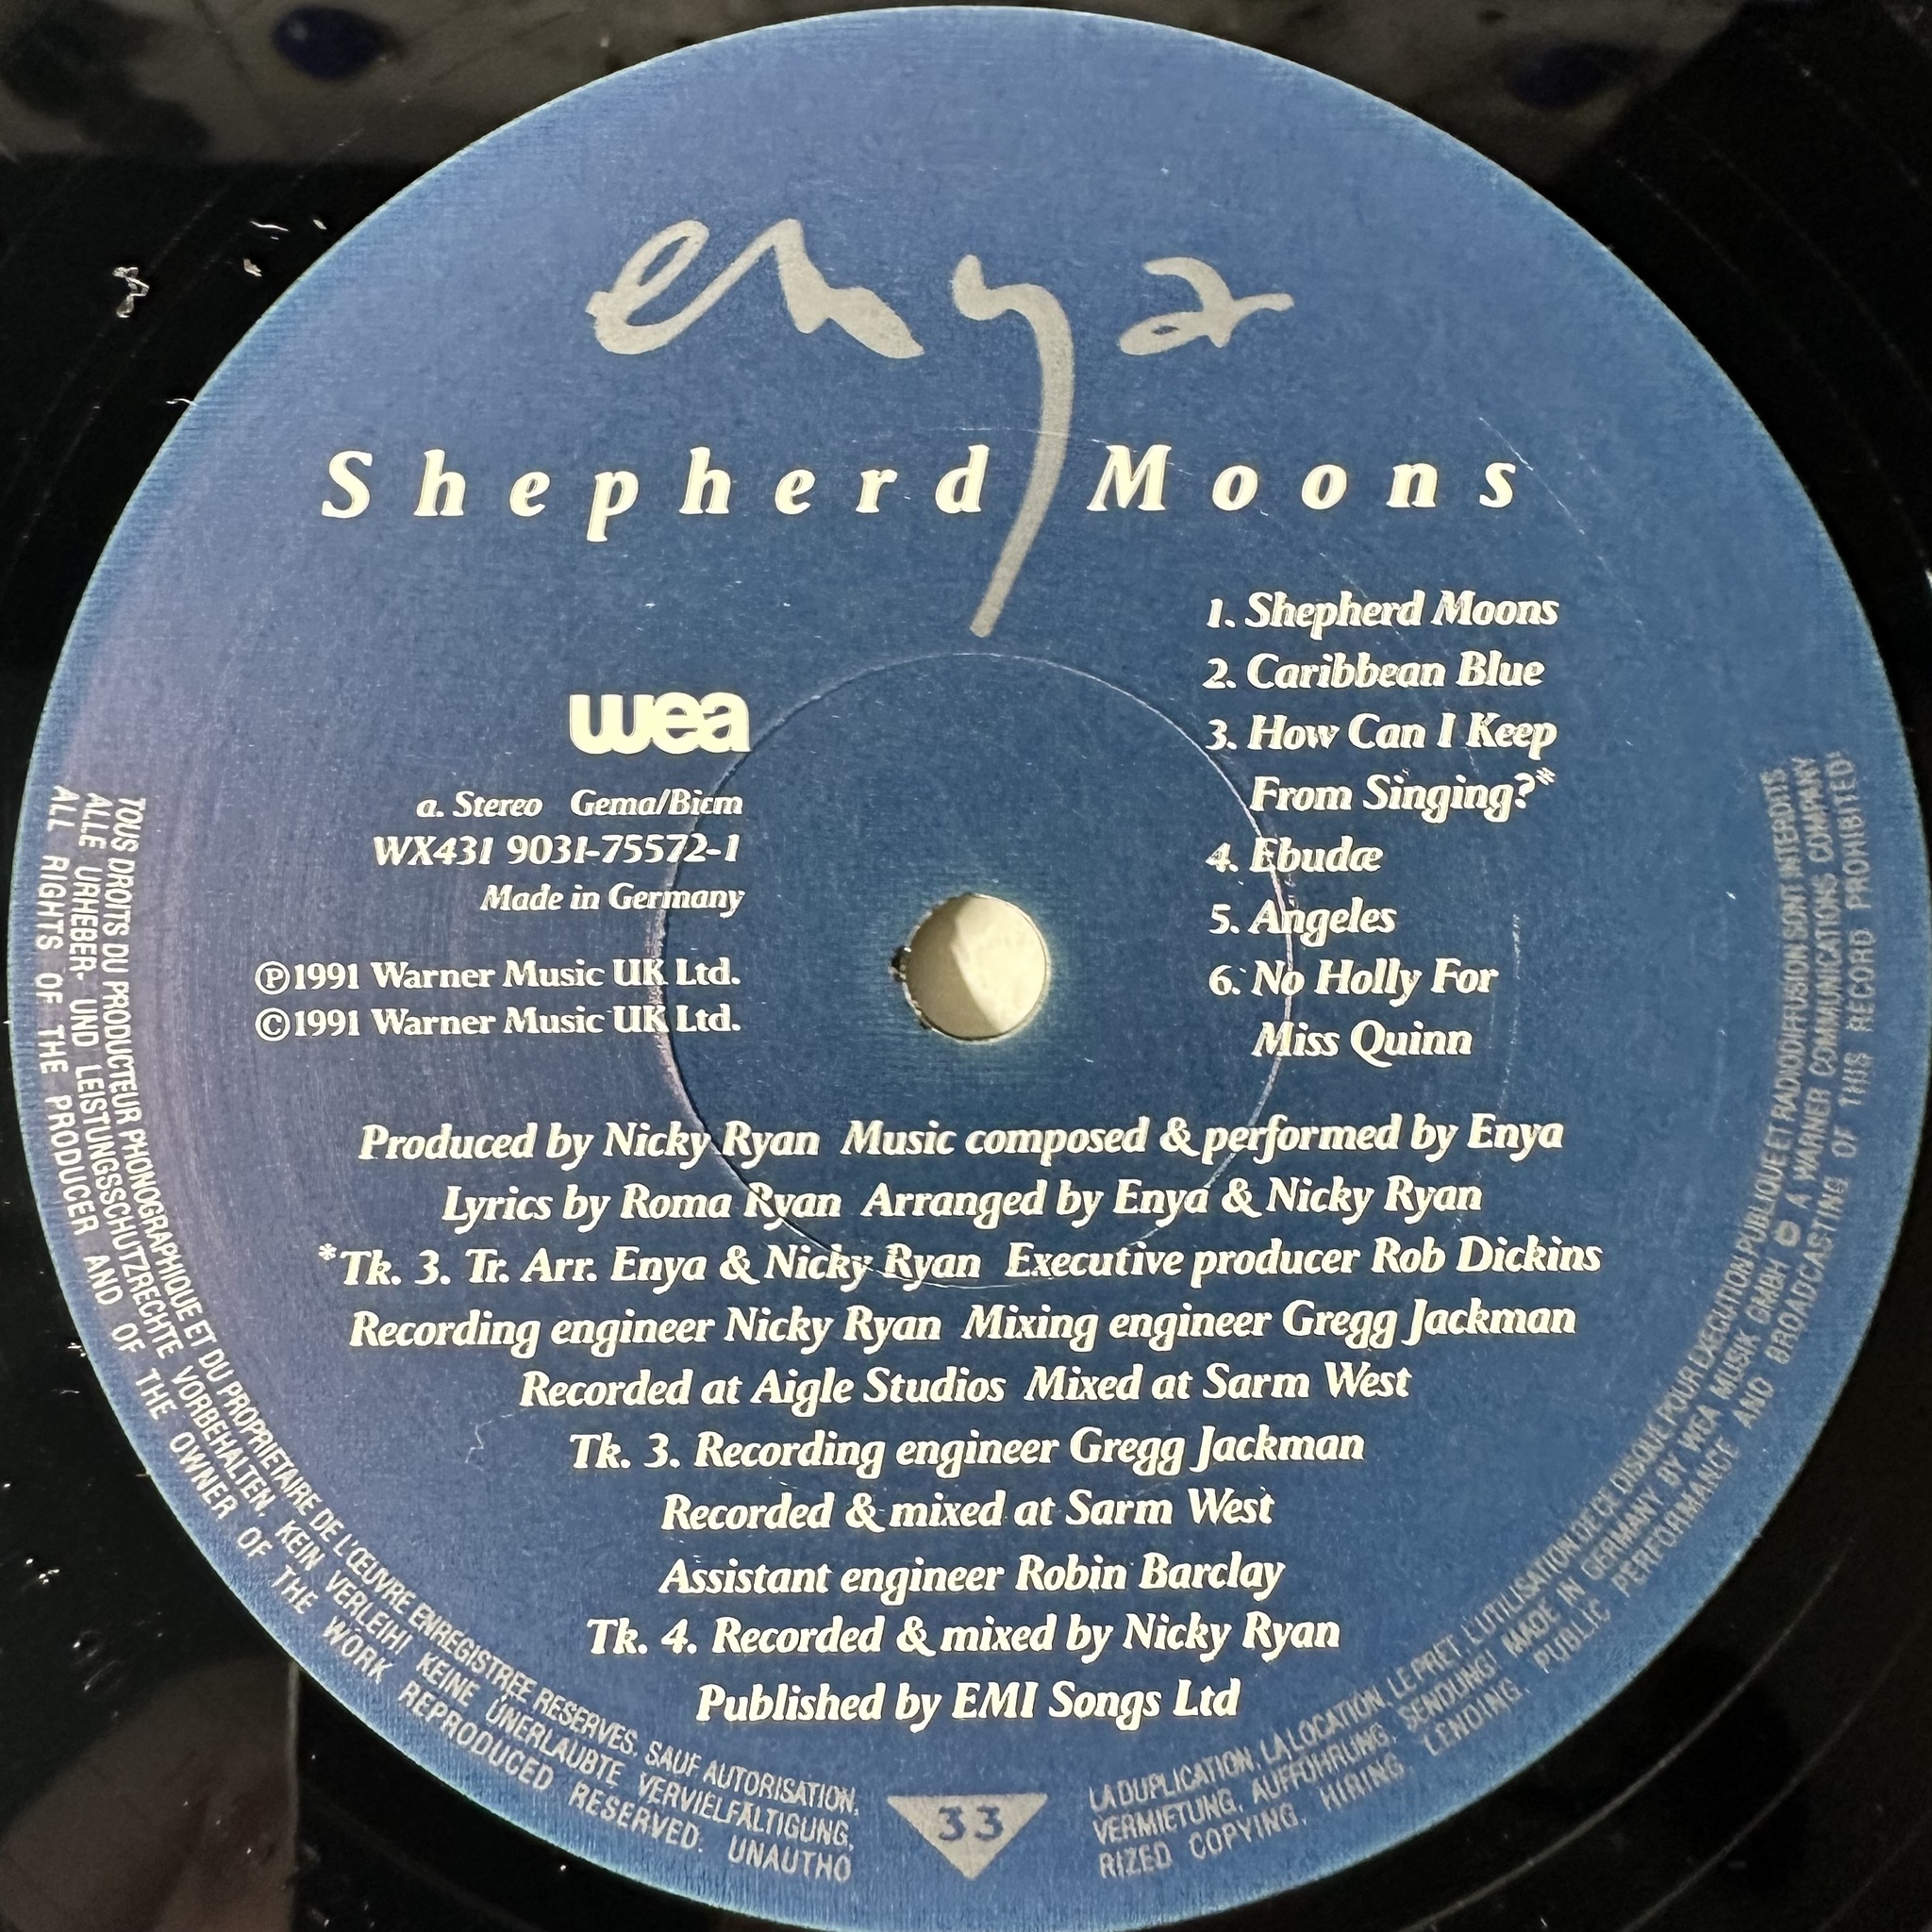 enya
Shepherd Moons
wea
a. Stereo Gema/Biem
WX431 9031-75572-1
Made in Germany
℗1991 Warner Music UK Ltd.
©1991 Warner Music UK Ltd.
1. Shepherd Moons
2. Caribbean Blue
3. How Can I Keep
From Singing?*
4. Ebudæ
5. Angeles
6. No Holly For
Miss Quinn
Produced by Nicky Ryan Music composed & performed by Enya
Lyrics by Roma Ryan Arranged by Enya & Nicky Ryan
*Tk. 3. Tr. Arr. Enya & Nicky Ryan Executive producer Rob Dickins
Recording engineer Nicky Ryan Mixing engineer Gregg Jackman
Recorded at Aigle Studios Mixed at Sarm West
Tk. 3. Recording engineer Gregg Jackman
Recorded & mixed at Sarm West
Assistant engineer Robin Barclay
Tk. 4. Recorded & mixed by Nicky Ryan
Published by EMI Songs Ltd
TOUS DROITS DU PRODUCTEUR PHONOGRAPHIQUE ET DU PROPRIETAIRE DE L'ŒUVRE ENREGISTREE RESERVES. SAUF AUTORISATION, LA DUPLICATION, LA LOCATION, LE PRET, L'UTILISATION DE CE DISQUE POUR EXECUTION PUBLIQUE ET RADIODIFFUSION SONT INTERDITS
ALLE URHEBER- UND LEISTUNGSSCHUTZRECHTE VORBEHALTEN. KEIN VERLEIH! KEINE UNERLAUBTE VERVIELFÄLTIGUNG, VERMIETUNG, AUFFÜHRUNG, SENDUNG! MADE IN GERMANY BY WEA MUSIK GMBH A WARNER COMMUNICATIONS COMPANY
ALL RIGHTS OF THE PRODUCER AND OF THE OWNER OF THE WORK REPRODUCED RESERVED. UNAUTHORIZED COPYING, HIRING, LENDING, PUBLIC PERFORMANCE AND BROADCASTING OF THIS RECORD PROHIBITED!
33